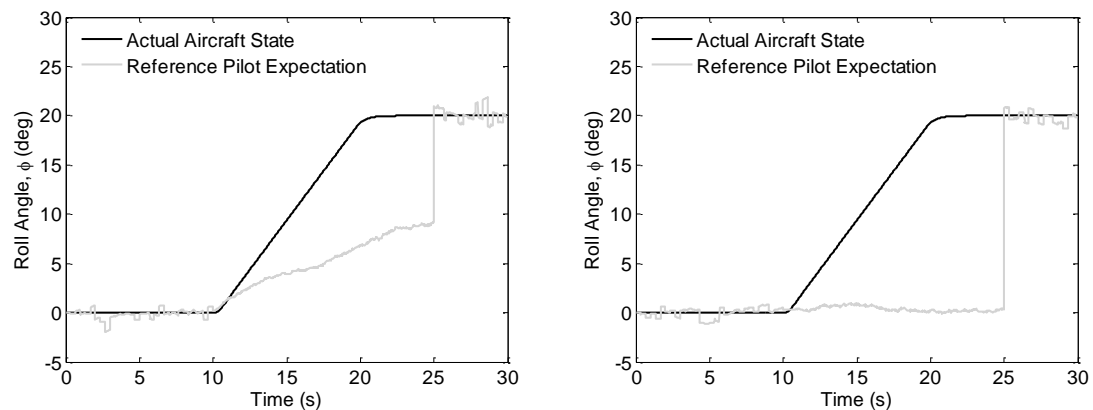 30
25
20
15
10
5
0
-5
Roll Angle, ϕ (deg)
Actual Aircraft State
Reference Pilot Expectation
0 5 10 15 20 25 30
Time (s)
30
25
20
15
10
5
0
-5
Roll Angle, ϕ (deg)
Actual Aircraft State
Reference Pilot Expectation
0 5 10 15 20 25 30
Time (s)